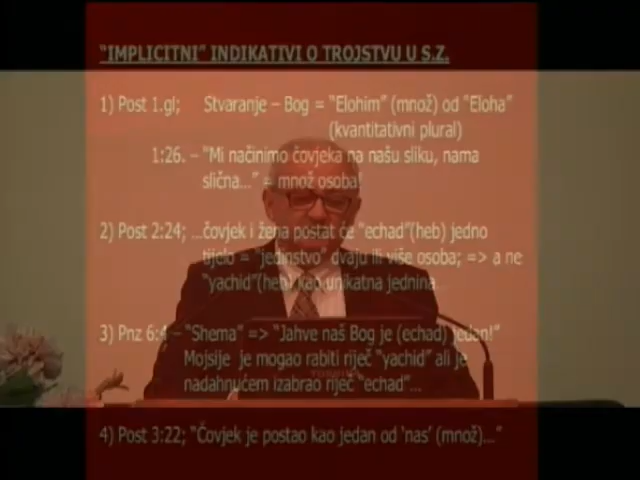 "IMPLICITNI" INDIKATIVI O TROJSTVU U S.Z.
1) Post 1.gl; Stvaranje – Bog = "Elohim" (množ) od "Eloha"
(kvantitativni plural)
1:26. – "Mi načinimo čovjeka na našu sliku, nama
slična..." = množ osoba!
2) Post 2:24; ...čovjek i žena postat će "echad"(heb) jedno
tijelo = "jedinstvo" dvaju ili više osoba; => a ne
"yachid"(heb) kao unikatna jednina...
3) Pnz 6:4 – "Shema" => "Jahve naš Bog je (echad) jedan!"
Mojsije je mogao rabiti riječ "yachid" ali je
nadahnućem izabrao riječ "echad"...
4) Post 3:22; "Čovjek je postao kao jedan od 'nas' (množ)..."